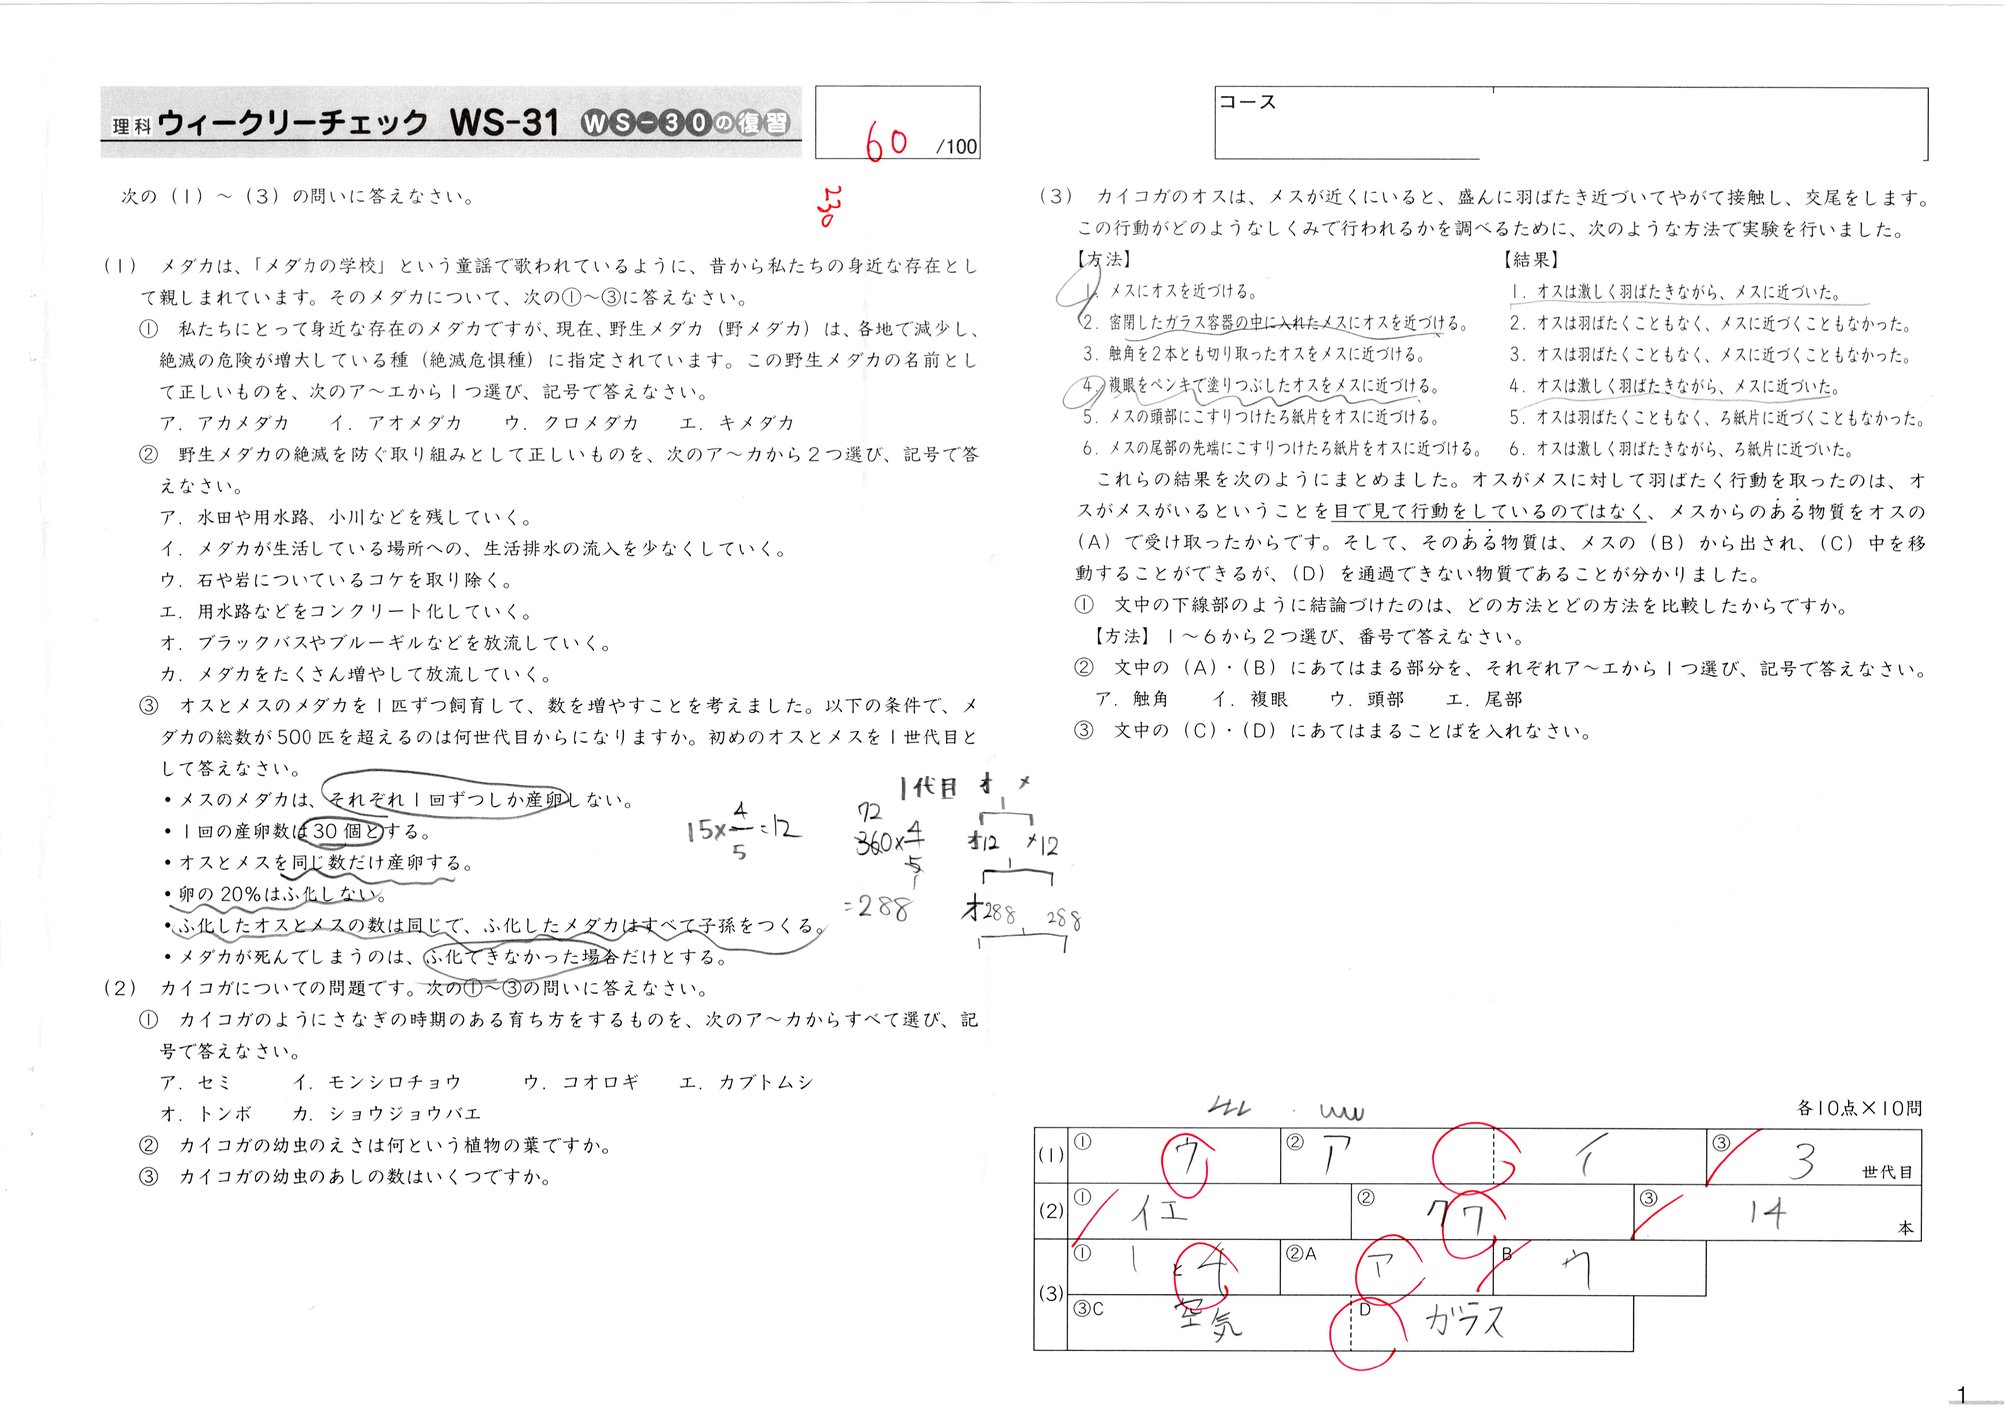 理科 ウィークリーチェック WS-31 WS-30の復習
60 /100
230
コース
次の（1）～（3）の問いに答えなさい。
（1） メダカは、「メダカの学校」という童謡で歌われているように、昔から私たちの身近な存在とし
て親しまれています。そのメダカについて、次の①～③に答えなさい。
① 私たちにとって身近な存在のメダカですが、現在、野生メダカ（野メダカ）は、各地で減少し、
絶滅の危険が増大している種（絶滅危惧種）に指定されています。この野生メダカの名前とし
て正しいものを、次のア～エから1つ選び、記号で答えなさい。
ア．アカメダカ イ．アオメダカ ウ．クロメダカ エ．キメダカ
② 野生メダカの絶滅を防ぐ取り組みとして正しいものを、次のア～カから2つ選び、記号で答
えなさい。
ア．水田や用水路、小川などを残していく。
イ．メダカが生活している場所への、生活排水の流入を少なくしていく。
ウ．石や岩についているコケを取り除く。
エ．用水路などをコンクリート化していく。
オ．ブラックバスやブルーギルなどを放流していく。
カ．メダカをたくさん増やして放流していく。
③ オスとメスのメダカを1匹ずつ飼育して、数を増やすことを考えました。以下の条件で、メ
ダカの総数が500匹を超えるのは何世代目からになりますか。初めのオスとメスを1世代目と
して答えなさい。
・メスのメダカは、それぞれ1回ずつしか産卵しない。
・1回の産卵数は30個とする。
・オスとメスを同じ数だけ産卵する。
・卵の20%はふ化しない。
・ふ化したオスとメスの数は同じで、ふ化したメダカはすべて子孫をつくる。
・メダカが死んでしまうのは、ふ化できなかった場合だけとする。
15×4/5=12
72
360×4/5
=288
1代目 オ メ
オ12 メ12
オ288 288
（2） カイコガについての問題です。次の①～③の問いに答えなさい。
① カイコガのようにさなぎの時期のある育ち方をするものを、次のア～カからすべて選び、記
号で答えなさい。
ア．セミ イ．モンシロチョウ ウ．コオロギ エ．カブトムシ
オ．トンボ カ．ショウジョウバエ
② カイコガの幼虫のえさは何という植物の葉ですか。
③ カイコガの幼虫のあしの数はいくつですか。
（3） カイコガのオスは、メスが近くにいると、盛んに羽ばたき近づいてやがて接触し、交尾をします。
この行動がどのようなしくみで行われるかを調べるために、次のような方法で実験を行いました。
【方法】 【結果】
1．メスにオスを近づける。 1．オスは激しく羽ばたきながら、メスに近づいた。
2．密閉したガラス容器の中に入れたメスにオスを近づける。 2．オスは羽ばたくこともなく、メスに近づくこともなかった。
3．触角を2本とも切り取ったオスをメスに近づける。 3．オスは羽ばたくこともなく、メスに近づくこともなかった。
4．複眼をペンキで塗りつぶしたオスをメスに近づける。 4．オスは激しく羽ばたきながら、メスに近づいた。
5．メスの頭部にこすりつけたろ紙片をオスに近づける。 5．オスは羽ばたくこともなく、ろ紙片に近づくこともなかった。
6．メスの尾部の先端にこすりつけたろ紙片をオスに近づける。 6．オスは激しく羽ばたきながら、ろ紙片に近づいた。
これらの結果を次のようにまとめました。オスがメスに対して羽ばたく行動を取ったのは、オ
スがメスがいるということを目で見て行動をしているのではなく、メスからのある物質をオスの
（A）で受け取ったからです。そして、そのある物質は、メスの（B）から出され、（C）中を移
動することができるが、（D）を通過できない物質であることが分かりました。
① 文中の下線部のように結論づけたのは、どの方法とどの方法を比較したからですか。
【方法】1～6から2つ選び、番号で答えなさい。
② 文中の（A）・（B）にあてはまる部分を、それぞれア～エから1つ選び、記号で答えなさい。
ア．触角 イ．複眼 ウ．頭部 エ．尾部
③ 文中の（C）・（D）にあてはまることばを入れなさい。
各10点×10問
(1) ① ウ ② ア イ ③ 3 世代目
(2) ① イエ ② クワ ③ 14 本
(3) ① 1 と 4 ②A ア B ウ
③C 空気 D ガラス
1